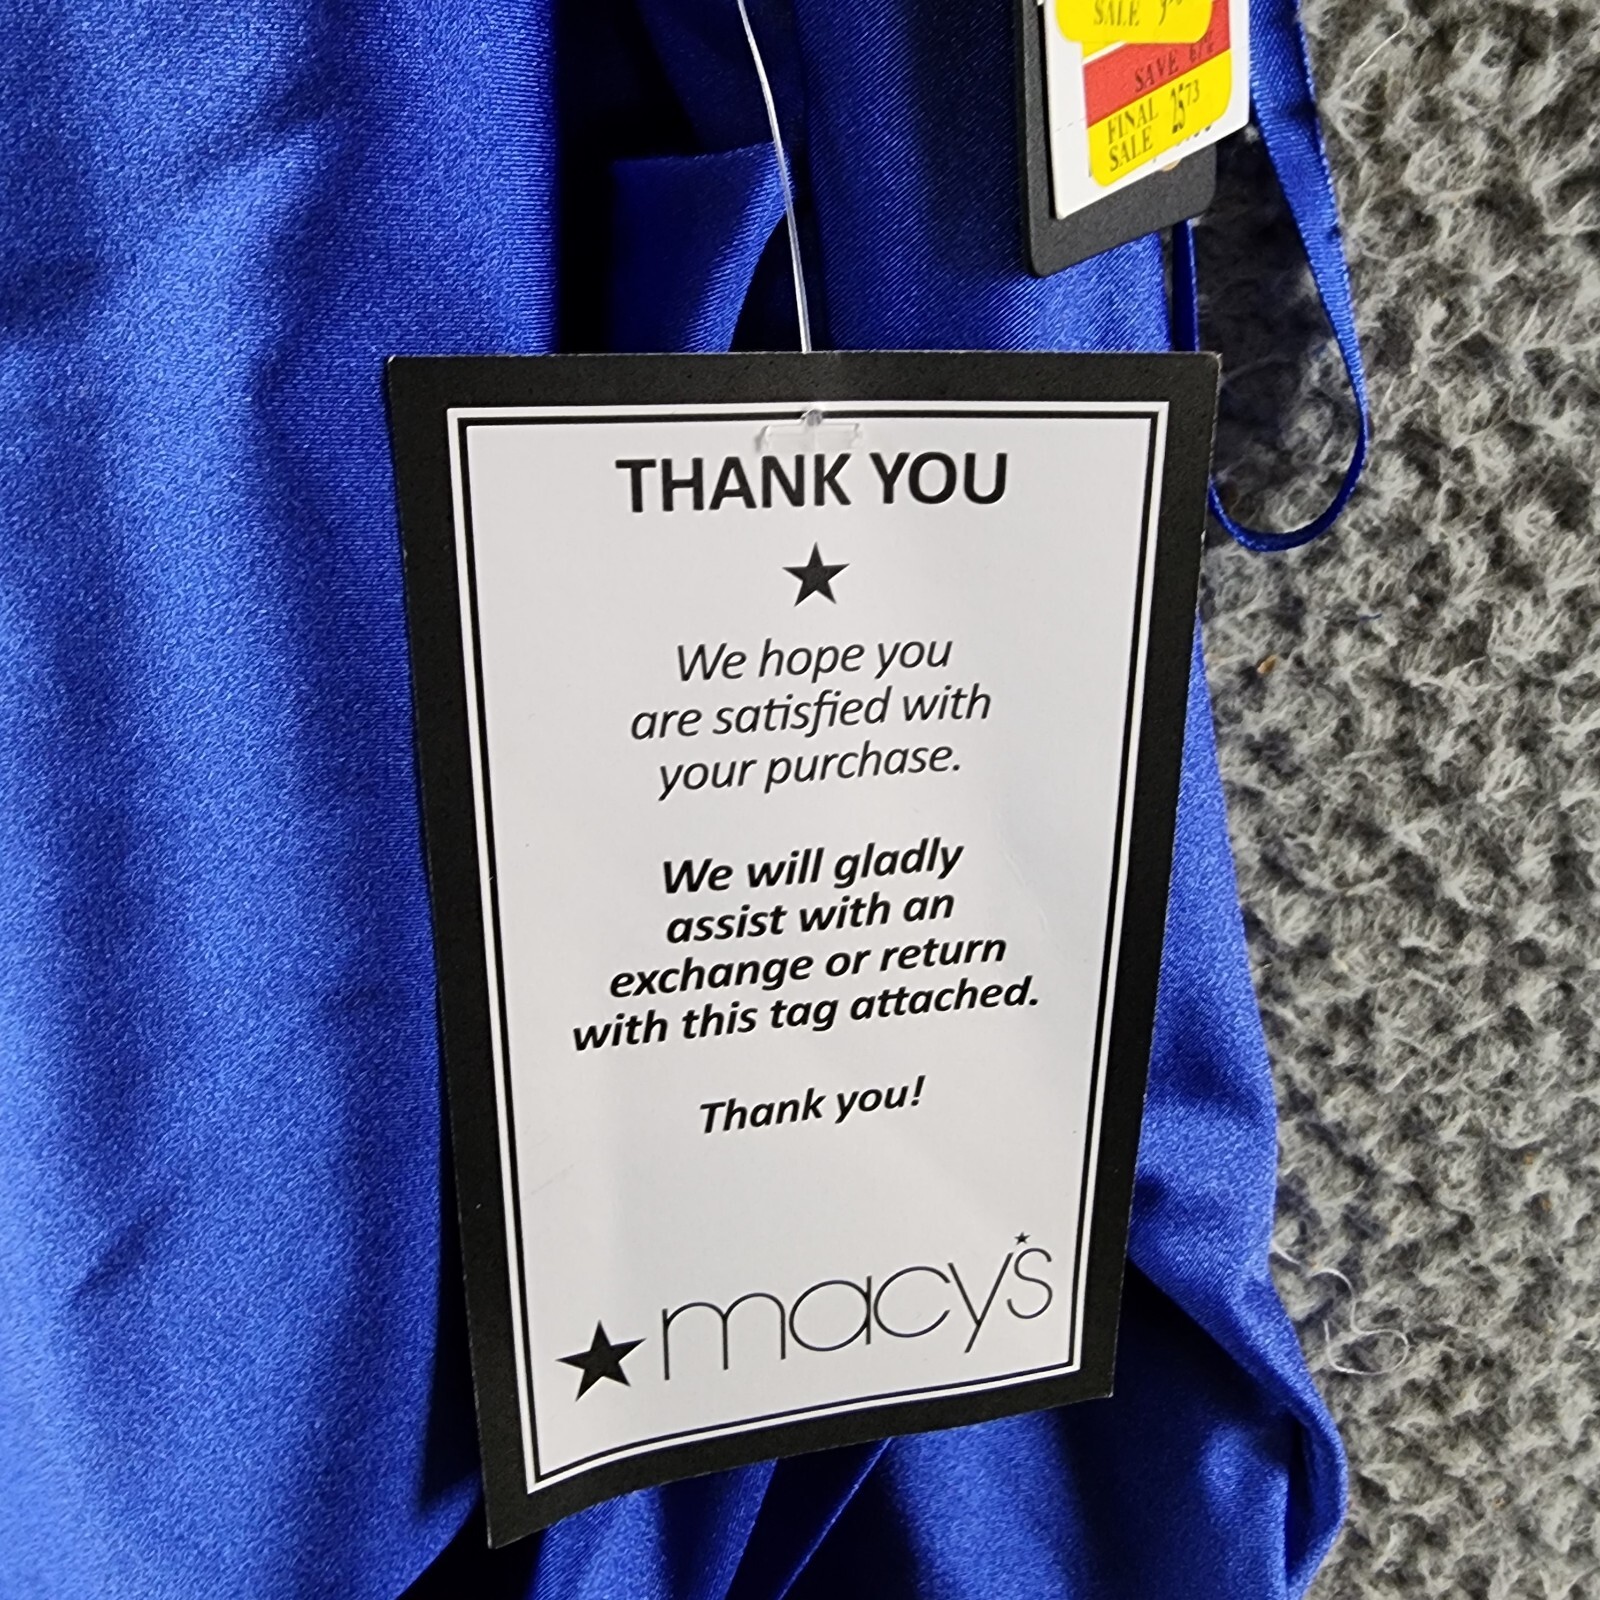 SALE
SAVE
FINAL
SALE 25.73
THANK YOU
We hope you
are satisfied with
your purchase.
We will gladly
assist with an
exchange or return
with this tag attached.
Thank you!
macy's